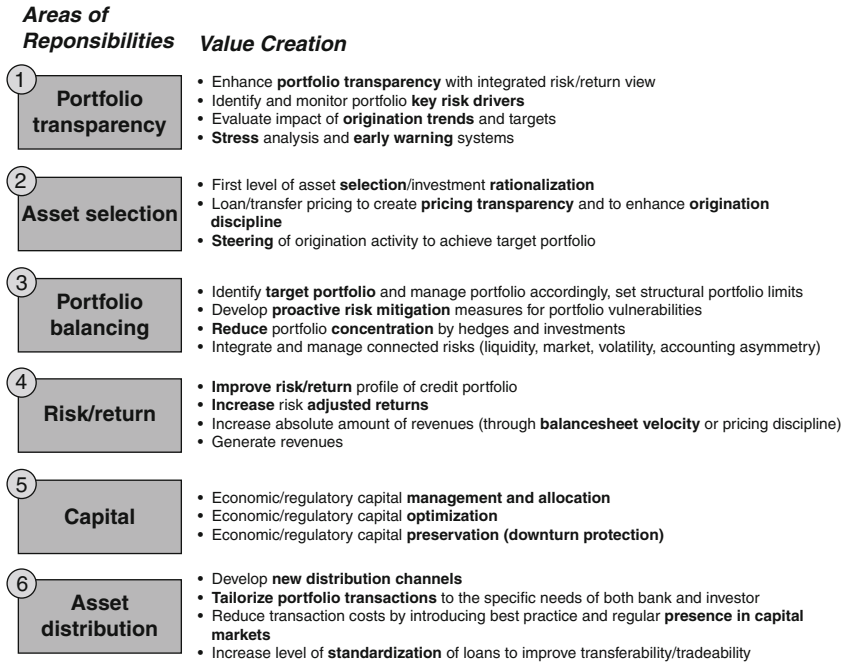 Areas of
Reponsibilities
Value Creation
1
Portfolio
transparency
• Enhance portfolio transparency with integrated risk/return view
• Identify and monitor portfolio key risk drivers
• Evaluate impact of origination trends and targets
• Stress analysis and early warning systems
2
Asset selection
• First level of asset selection/investment rationalization
• Loan/transfer pricing to create pricing transparency and to enhance origination
discipline
• Steering of origination activity to achieve target portfolio
3
Portfolio
balancing
• Identify target portfolio and manage portfolio accordingly, set structural portfolio limits
• Develop proactive risk mitigation measures for portfolio vulnerabilities
• Reduce portfolio concentration by hedges and investments
• Integrate and manage connected risks (liquidity, market, volatility, accounting asymmetry)
4
Risk/return
• Improve risk/return profile of credit portfolio
• Increase risk adjusted returns
• Increase absolute amount of revenues (through balancesheet velocity or pricing discipline)
• Generate revenues
5
Capital
• Economic/regulatory capital management and allocation
• Economic/regulatory capital optimization
• Economic/regulatory capital preservation (downturn protection)
6
Asset
distribution
• Develop new distribution channels
• Tailorize portfolio transactions to the specific needs of both bank and investor
• Reduce transaction costs by introducing best practice and regular presence in capital
markets
• Increase level of standardization of loans to improve transferability/tradeability